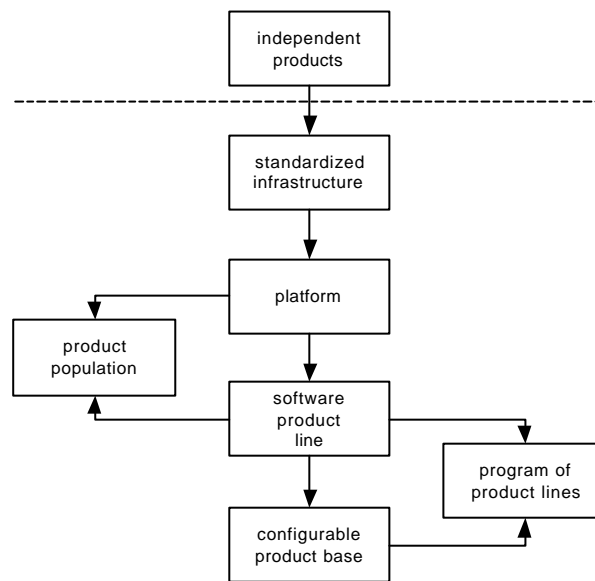 independent
products
standardized
infrastructure
platform
product
population
software
product
line
program of
product lines
configurable
product base